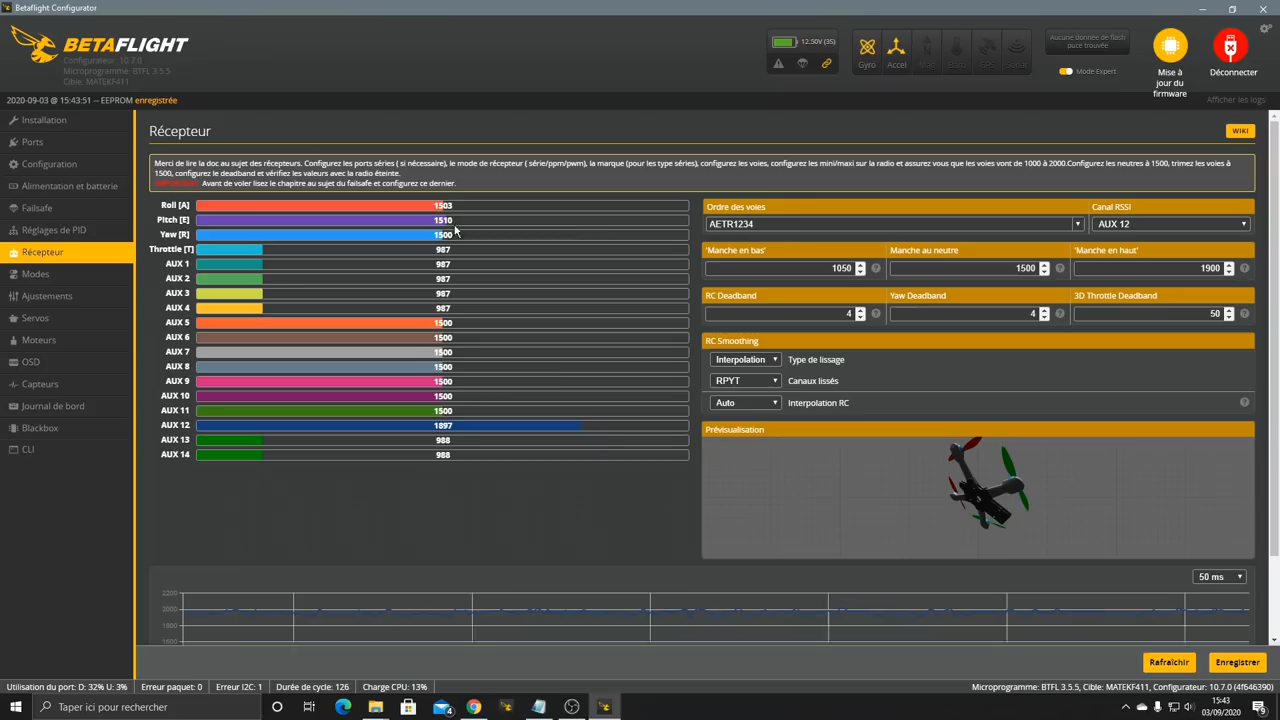 Betaflight Configurator
BETAFLIGHT
Configurateur: 10.7.0
Microprogramme: BTFL 3.5.5
Cible: MATEKF411
12.50V (3S)
Gyro
Accel
Mag
Baro
GPS
Sonar
Aucune donnée de flash
puce trouvée
Mode Expert
Mise à
jour du
firmware
Déconnecter
2020-09-03 @ 15:43:51 -- EEPROM enregistrée
Afficher les logs
Installation
Ports
Configuration
Alimentation et batterie
Failsafe
Réglages de PID
Récepteur
Modes
Ajustements
Servos
Moteurs
OSD
Capteurs
Journal de bord
Blackbox
CLI
Récepteur
WIKI
Merci de lire la doc au sujet des récepteurs. Configurez les ports séries ( si nécessaire), le mode de récepteur ( série/ppm/pwm), la marque (pour les type séries), configurez les voies, configurez les mini/maxi sur la radio et assurez vous que les voies vont de 1000 à 2000.Configurez les neutres à 1500, trimez les voies à
1500, configurez le deadband et vérifiez les valeurs avec la radio éteinte.
IMPORTANT: Avant de voler lisez le chapitre au sujet du failsafe et configurez ce dernier.
Roll [A] 1503
Pitch [E] 1510
Yaw [R] 1500
Throttle [T] 987
AUX 1 987
AUX 2 987
AUX 3 987
AUX 4 987
AUX 5 1500
AUX 6 1500
AUX 7 1500
AUX 8 1500
AUX 9 1500
AUX 10 1500
AUX 11 1500
AUX 12 1897
AUX 13 988
AUX 14 988
Ordre des voies Canal RSSI
AETR1234 AUX 12
'Manche en bas' Manche au neutre 'Manche en haut'
1050 1500 1900
RC Deadband Yaw Deadband 3D Throttle Deadband
4 4 50
RC Smoothing
Interpolation Type de lissage
RPYT Canaux lissés
Auto Interpolation RC
Prévisualisation
50 ms
2200
2000
1800
1600
Rafraîchir
Enregistrer
Utilisation du port: D: 32% U: 3% Erreur paquet: 0 Erreur I2C: 1 Durée de cycle: 126 Charge CPU: 13% Microprogramme: BTFL 3.5.5, Cible: MATEKF411, Configurateur: 10.7.0 (4f646390)
Taper ici pour rechercher
4
15:43
03/09/2020
9